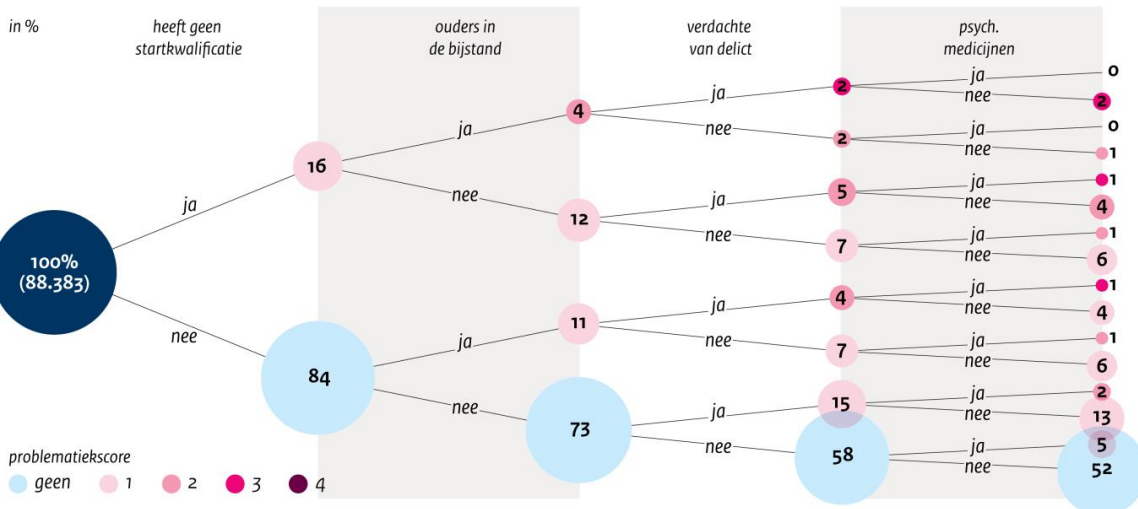 in %
heeft geen
startkwalificatie
ouders in
de bijstand
verdachte
van delict
psych.
medicijnen
100%
(88.383)
ja
nee
16
84
ja
nee
ja
nee
4
12
11
73
ja
nee
ja
nee
ja
nee
ja
nee
2
2
5
7
4
7
15
58
ja
nee
ja
nee
ja
nee
ja
nee
ja
nee
ja
nee
ja
nee
ja
nee
0
2
0
1
1
4
1
6
1
4
1
6
2
13
5
52
problematiekscore
geen 1 2 3 4